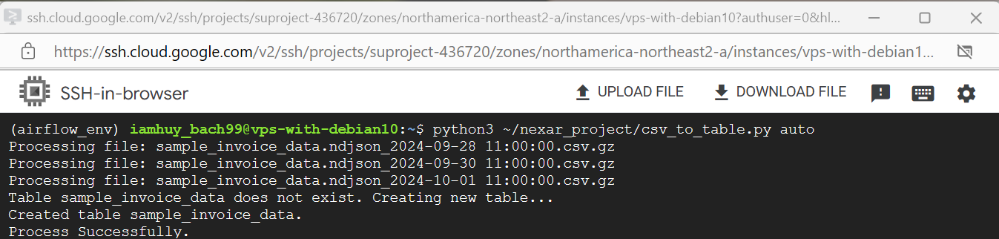 ssh.cloud.google.com/v2/ssh/projects/suproject-436720/zones/northamerica-northeast2-a/instances/vps-with-debian10?authuser=0&hl...
https://ssh.cloud.google.com/v2/ssh/projects/suproject-436720/zones/northamerica-northeast2-a/instances/vps-with-debian1...
SSH-in-browser
UPLOAD FILE
DOWNLOAD FILE
(airflow_env) iamhuy_bach99@vps-with-debian10:~$ python3 ~/nexar_project/csv_to_table.py auto
Processing file: sample_invoice_data.ndjson_2024-09-28 11:00:00.csv.gz
Processing file: sample_invoice_data.ndjson_2024-09-30 11:00:00.csv.gz
Processing file: sample_invoice_data.ndjson_2024-10-01 11:00:00.csv.gz
Table sample_invoice_data does not exist. Creating new table...
Created table sample_invoice_data.
Process Successfully.